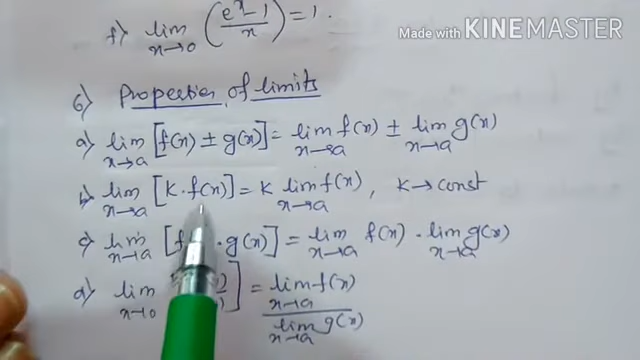 Made with KINEMASTER
f) lim x→0 (e^x-1 / x) = 1.
6) Properties of limits
a) lim x→a [f(x) ± g(x)] = lim x→a f(x) ± lim x→a g(x)
b) lim x→a [K.f(x)] = K lim x→a f(x), K→const
c) lim x→a [f . g(x)] = lim x→a f(x) . lim x→a g(x)
d) lim x→0 ] = lim x→a f(x) / lim x→a g(x)